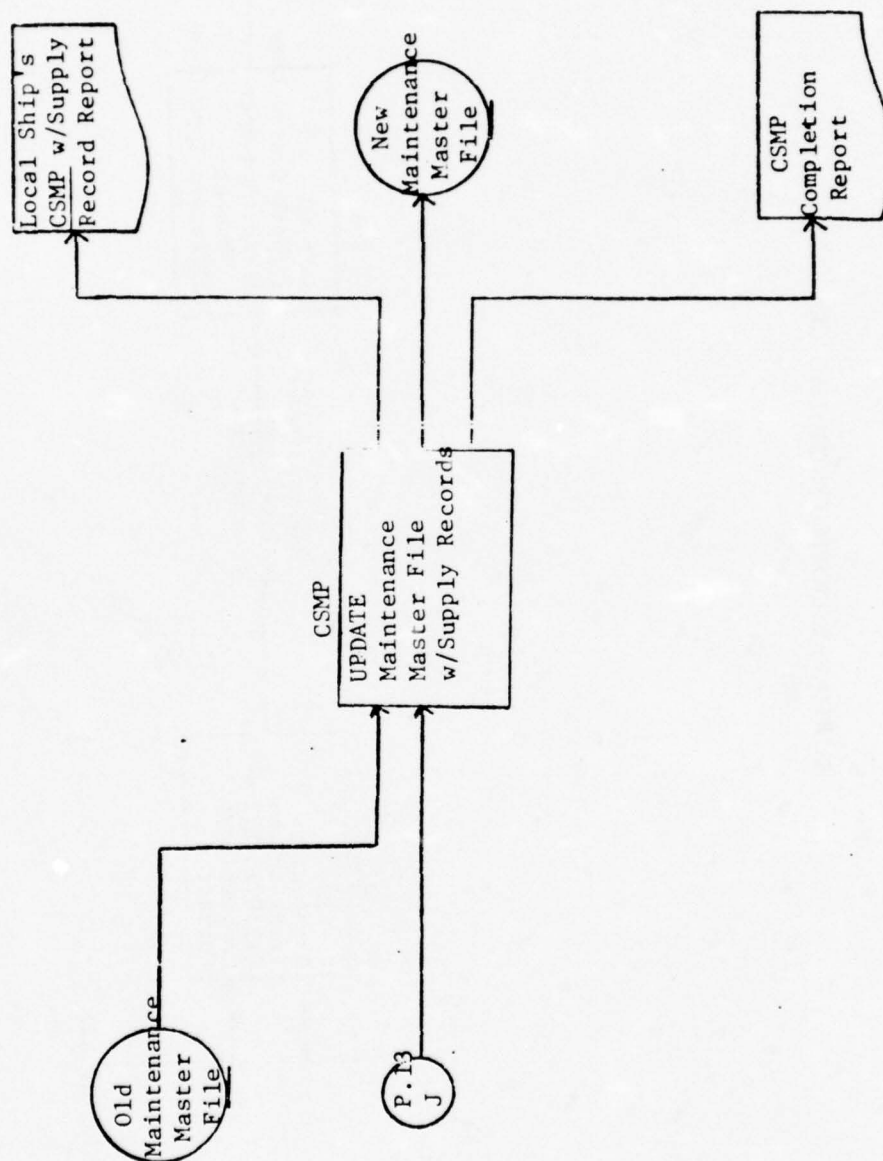 Old
Maintenance
Master
File
P.13
J
CSMP
UPDATE
Maintenance
Master File
w/Supply Records
Local Ship's
CSMP w/Supply
Record Report
New
Maintenance
Master
File
CSMP
Completion
Report